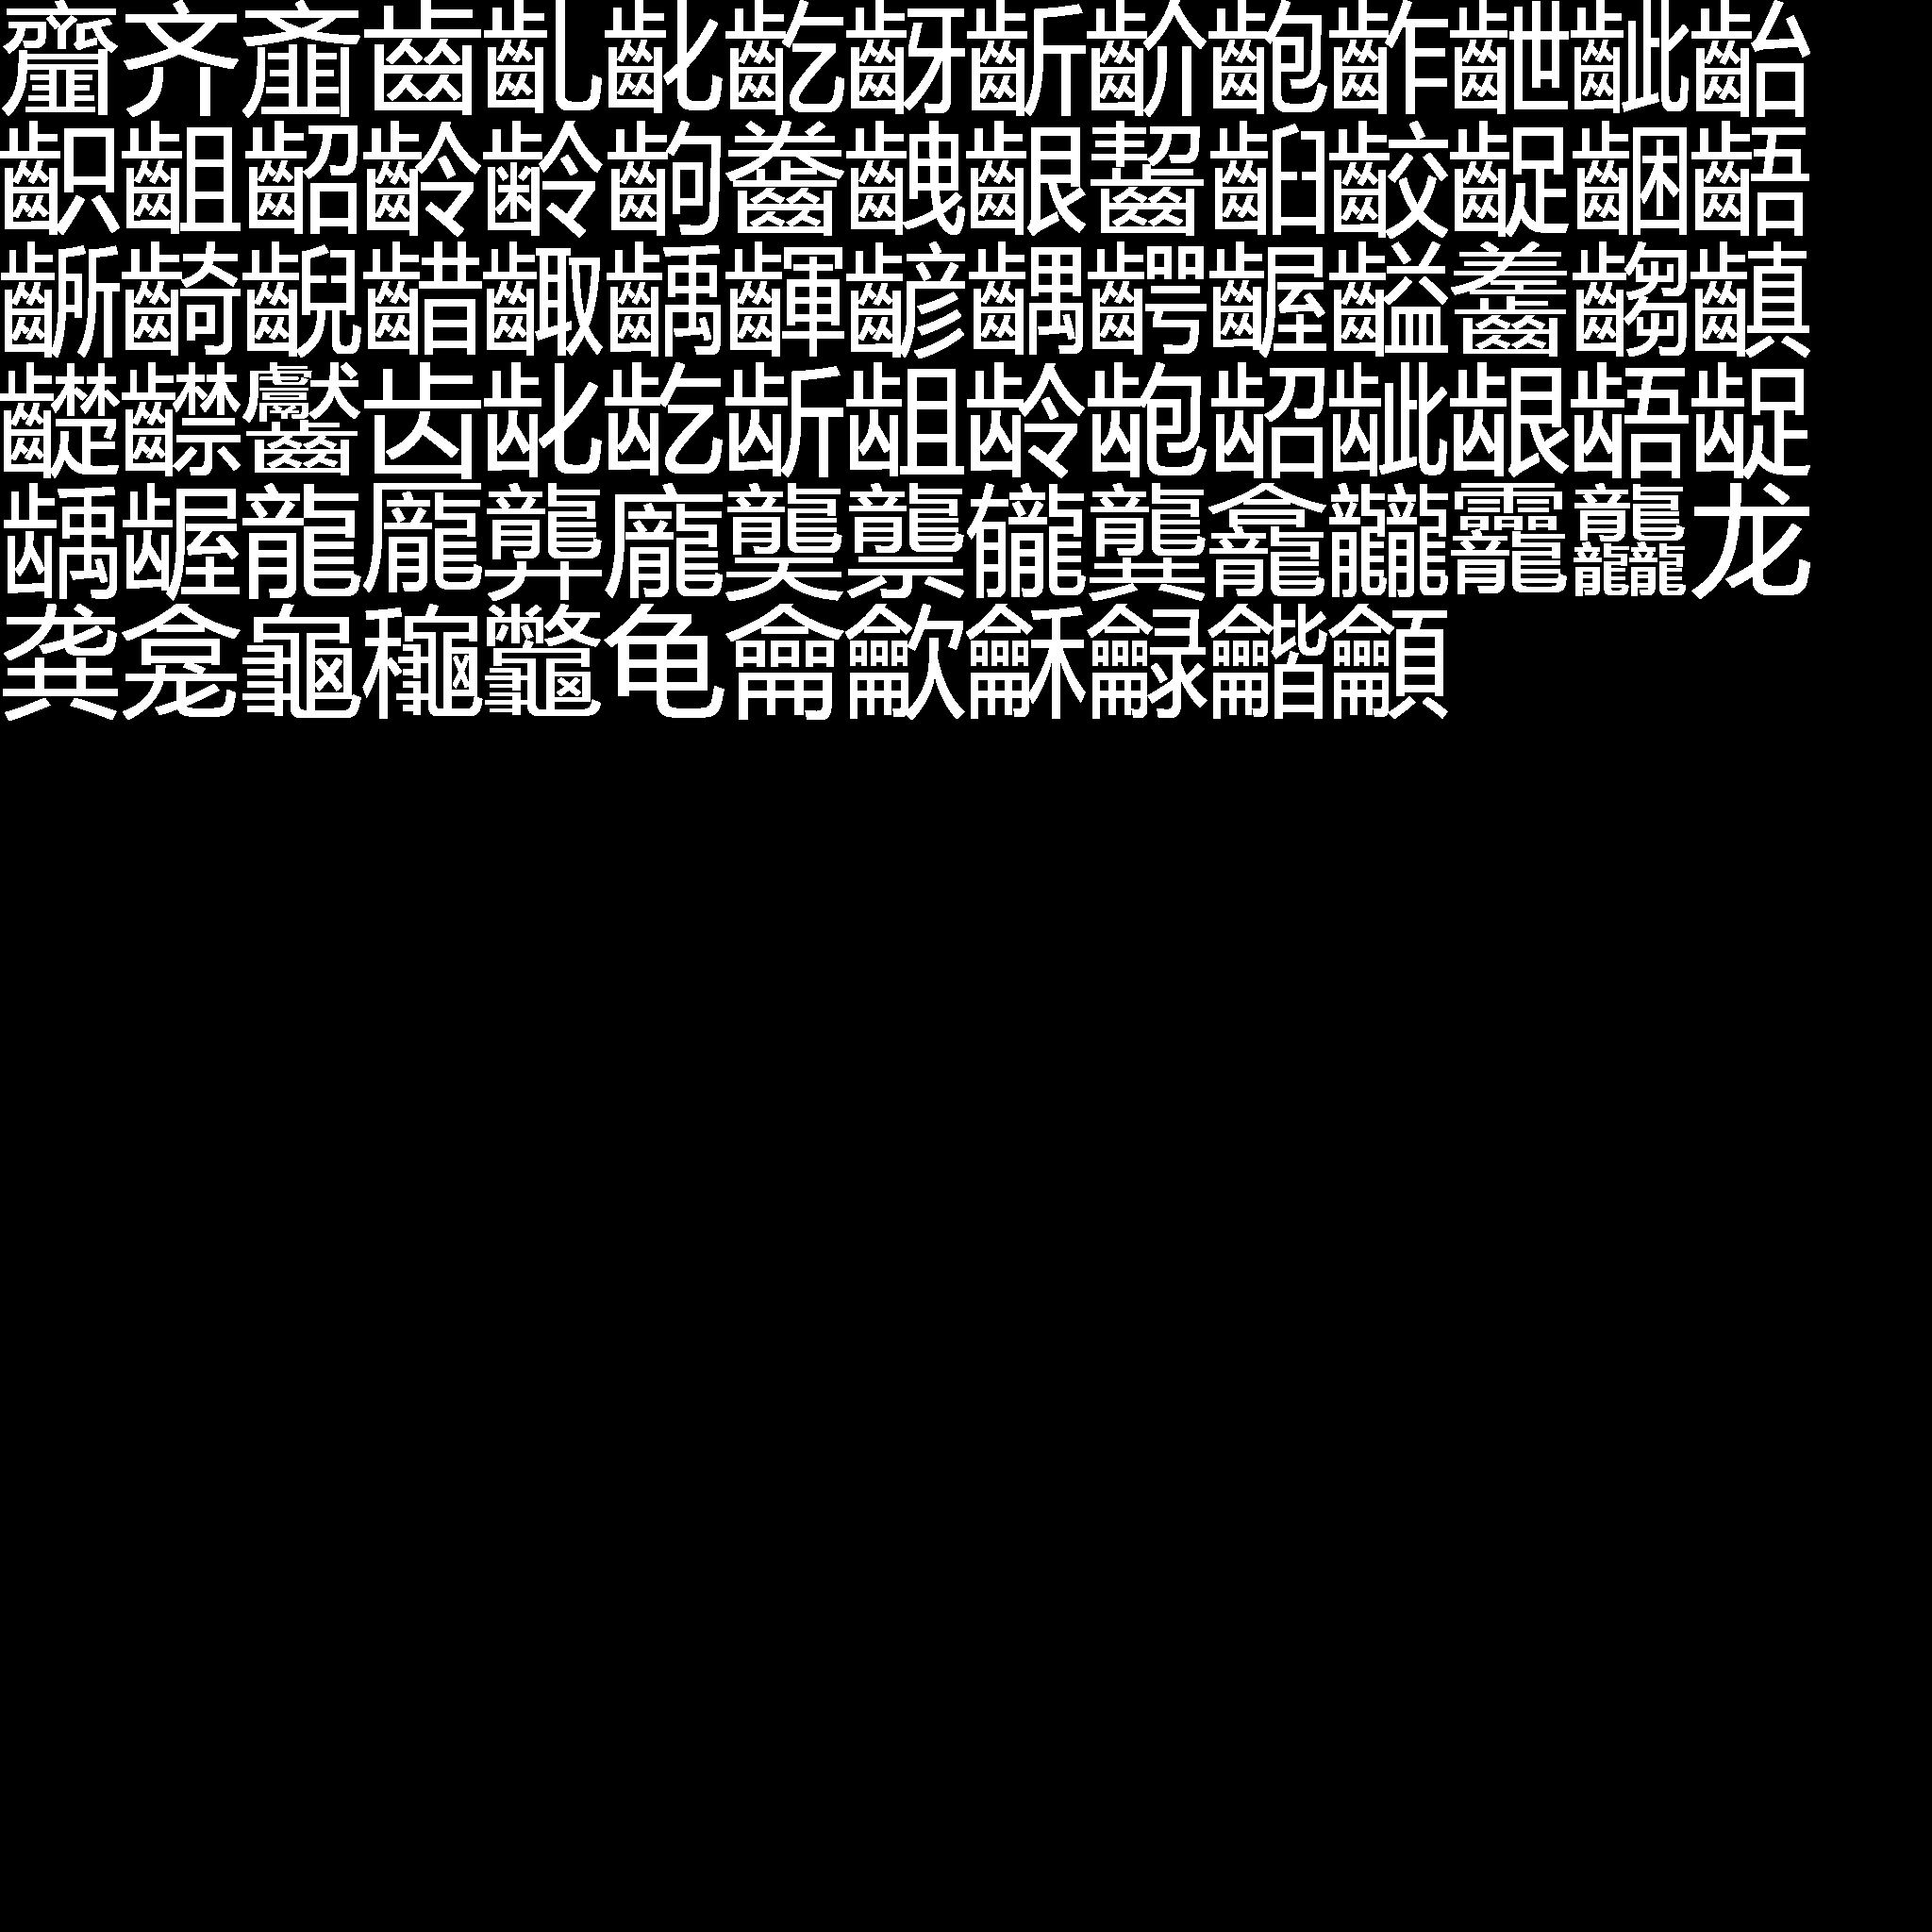 齏齐齑齒齓齔齕齖齗齘齙齚齛齜齝
齞齟齠齡齢齣齤齥齦齧齨齩齪齫齬
齭齮齯齰齱齲齳齴齵齶齷齸齹齺齻
齼齽齾齿龀龁龂龃龄龅龆龇龈龉龊
龋龌龍龎龏龐龑龒龓龔龕龖龗龘龙
龚龛龜龝龞龟龠龡龢龣龤龥